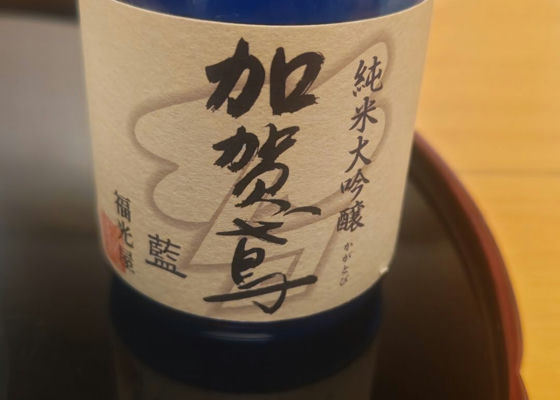 純米大吟醸
かがとび
加賀鳶
藍
福光屋